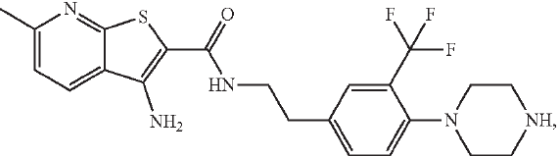 N S O F F F
HN
NH₂ N NH,